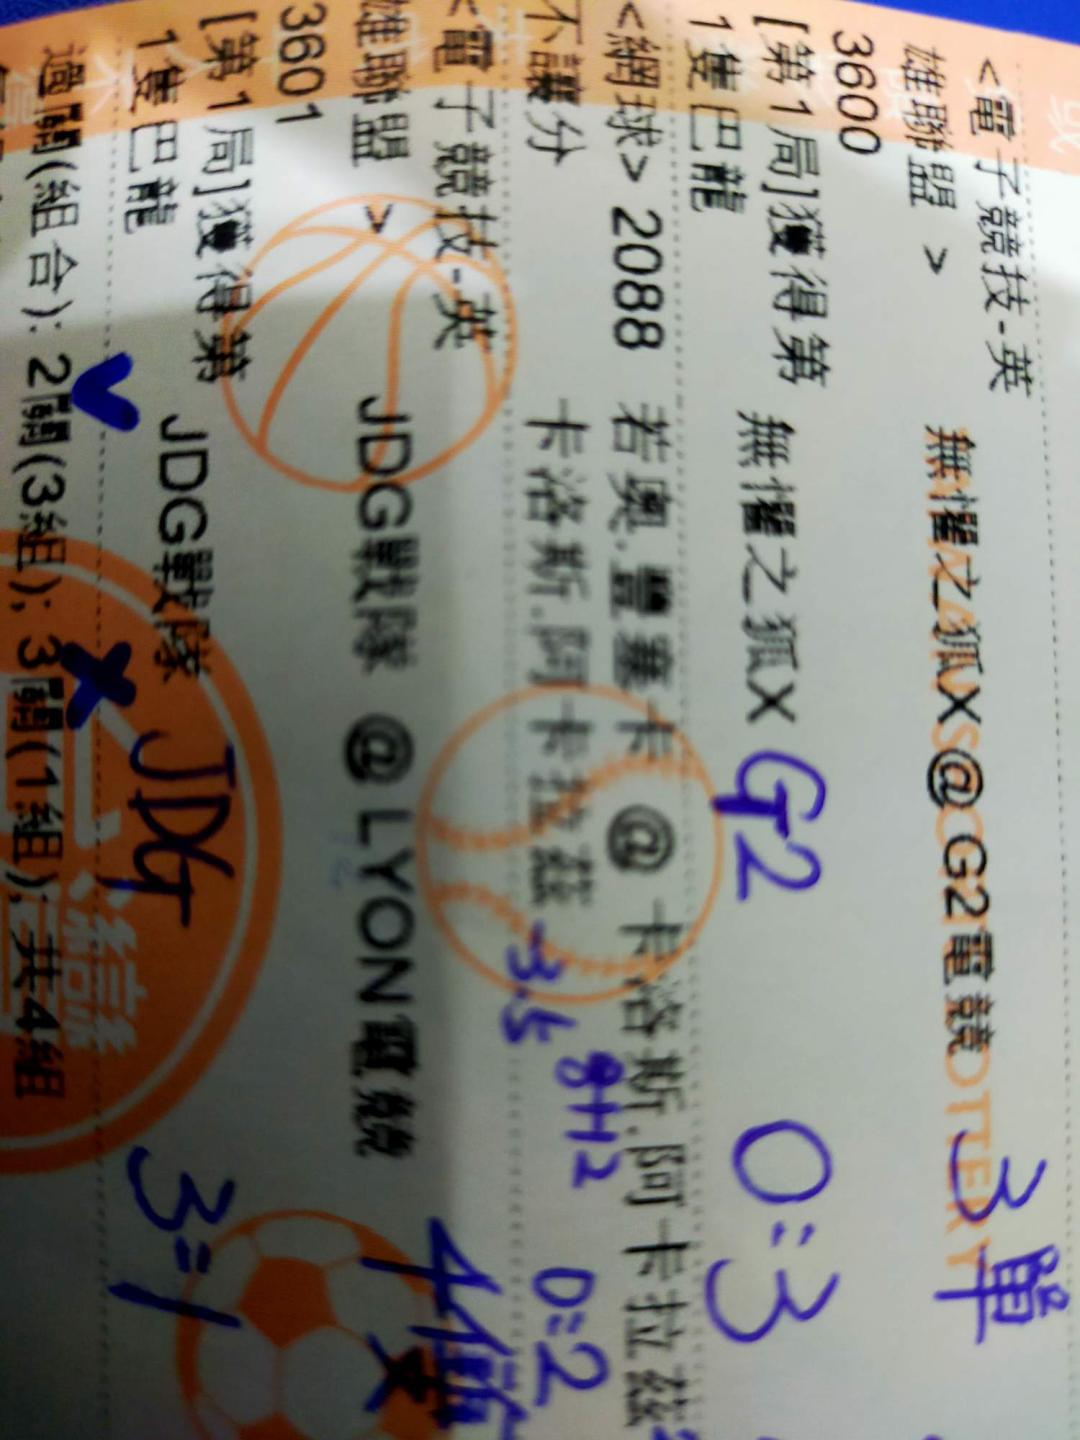 <電子競技-英
雄聯盟 > 無懼之狐X@G2電競 3單
3600
[第1局]獲得第
1隻巴龍 無懼之狐X G2 0:3
<網球> 2088 若奧.豐塞卡 @ 卡洛斯.阿卡拉茲
不讓分 卡洛斯.阿卡拉茲 3.5 8H2 0=2
<電子競技-英
雄聯盟 > JDG戰隊 @LYON電競
3601
[第1局]獲得第
1隻巴龍 JDG戰隊 JDG 3=1
過關(組合): 2關(3組); 3關(1組); 共4組